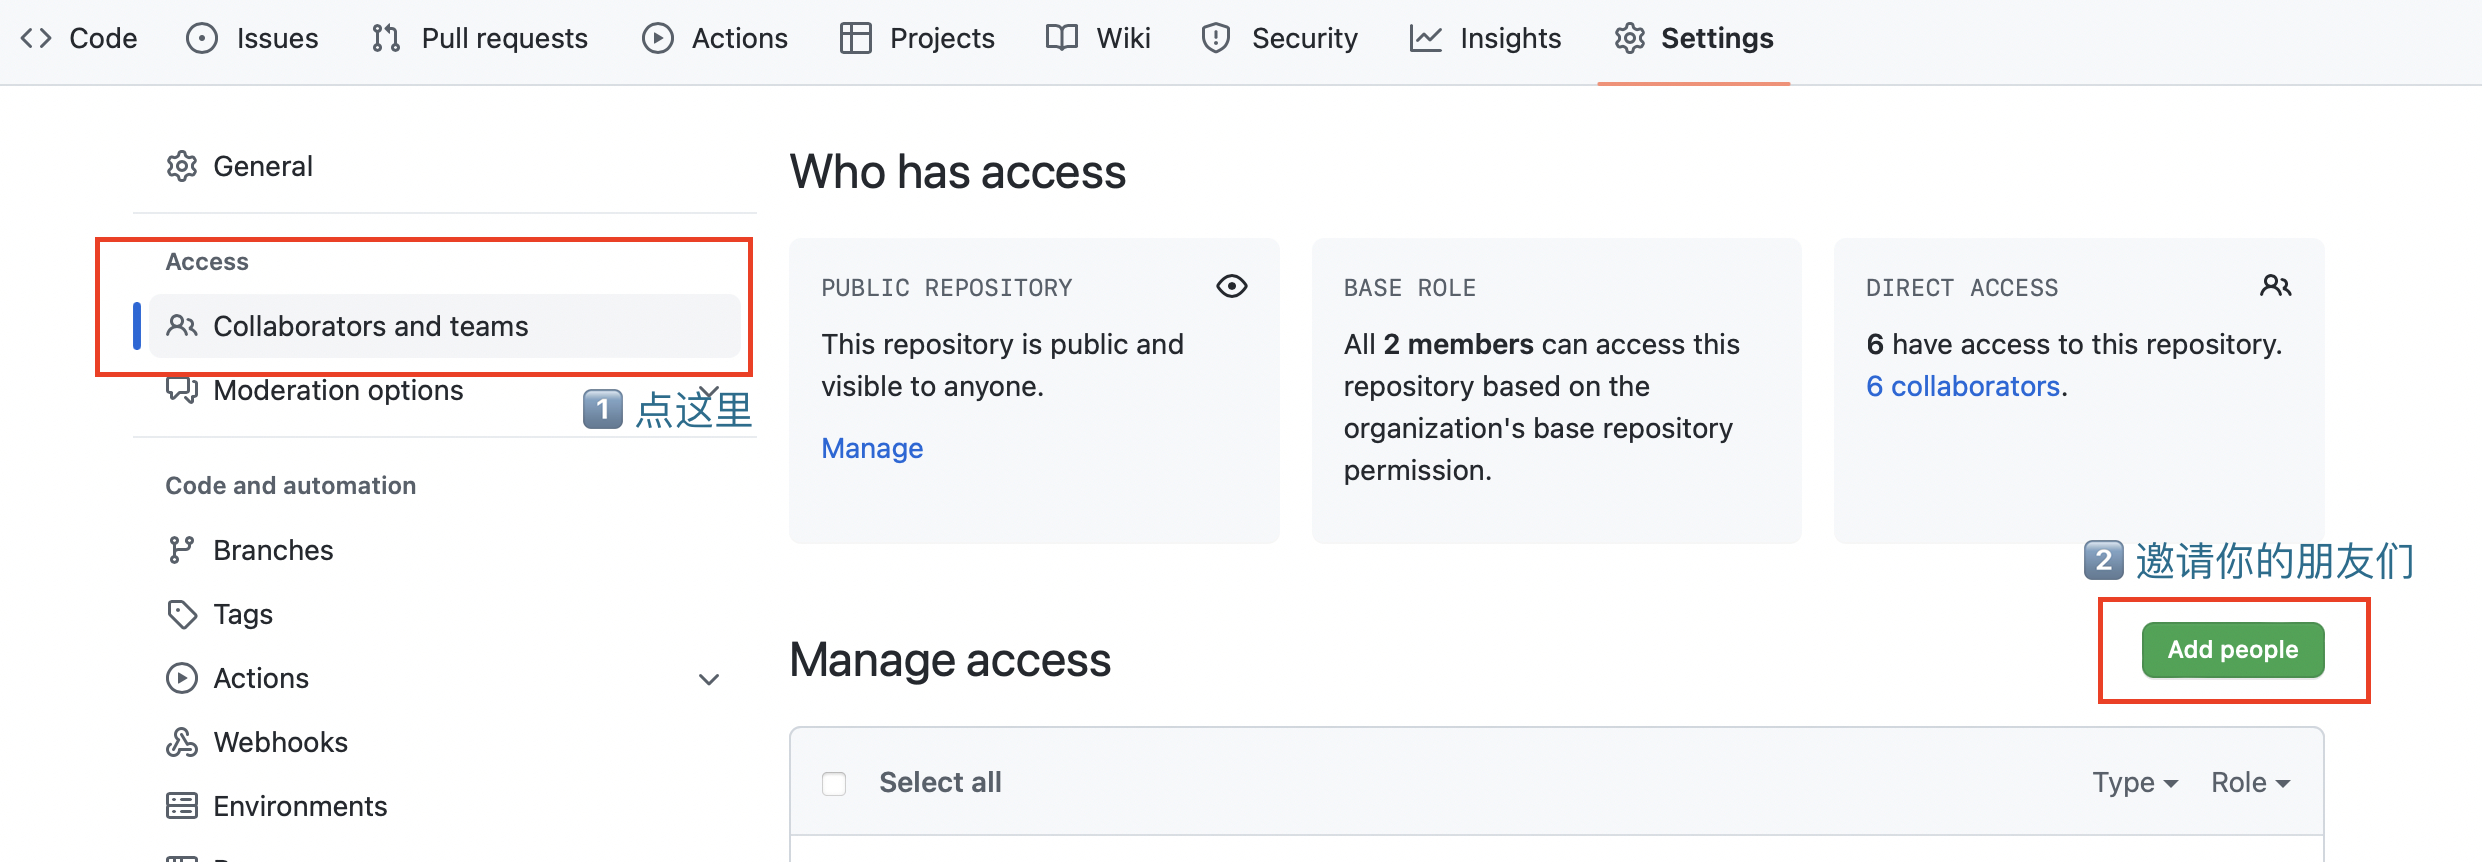 Code Issues Pull requests Actions Projects Wiki Security Insights Settings
General
Access
Collaborators and teams
Moderation options
1 点这里
Code and automation
Branches
Tags
Actions
Webhooks
Environments
Who has access
PUBLIC REPOSITORY
This repository is public and
visible to anyone.
Manage
BASE ROLE
All 2 members can access this
repository based on the
organization's base repository
permission.
DIRECT ACCESS
6 have access to this repository.
6 collaborators.
2 邀请你的朋友们
Manage access
Add people
Select all
Type Role